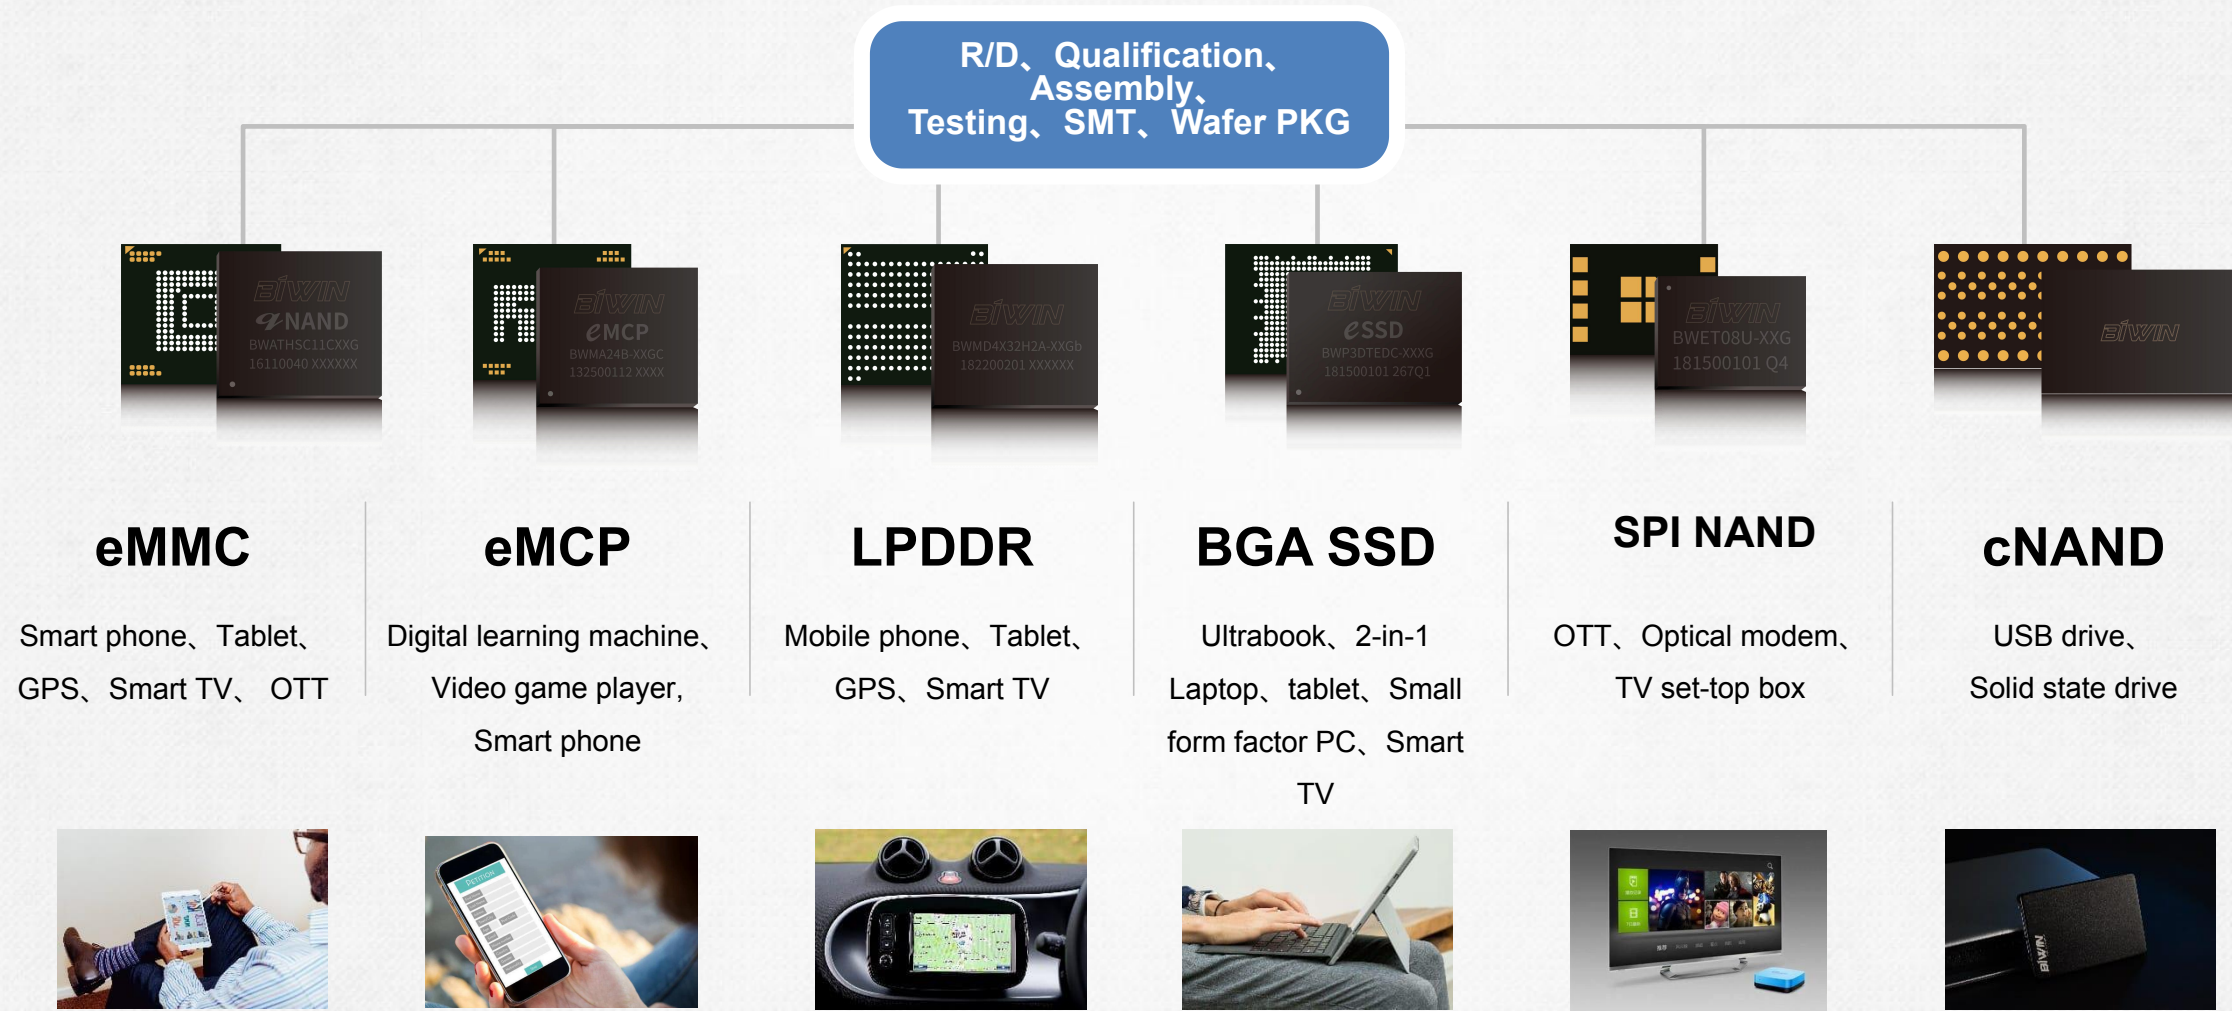 R/D、Qualification、
Assembly、
Testing、SMT、Wafer PKG
BIWIN
qNAND
BWATHSC11CXXG
16110040 XXXXXX
BIWIN
eMCP
BWMA24B-XXGC
132500112 XXXX
BIWIN
BWMD4X32H2A-XXGb
182200201 XXXXXX
BIWIN
eSSD
BWP3DTEDC-XXXG
181500101 267Q1
BIWIN
BWET08U-XXG
181500101 Q4
BIWIN
eMMC
Smart phone、Tablet、
GPS、Smart TV、 OTT
eMCP
Digital learning machine、
Video game player,
Smart phone
LPDDR
Mobile phone、Tablet、
GPS、Smart TV
BGA SSD
Ultrabook、2-in-1
Laptop、tablet、Small
form factor PC、Smart
TV
SPI NAND
OTT、Optical modem、
TV set-top box
cNAND
USB drive、
Solid state drive
PETITION
BIWIN